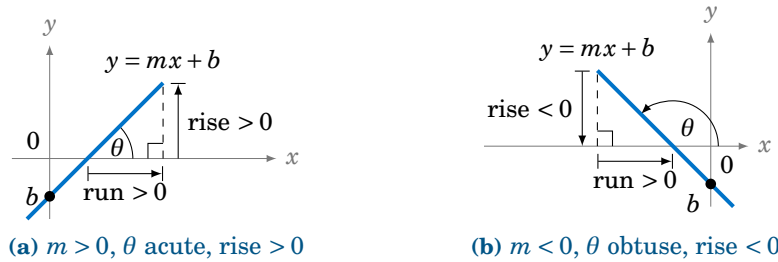 y
y = mx + b
rise > 0
0
θ
x
run > 0
b
(a) m > 0, θ acute, rise > 0
y
y = mx + b
rise < 0
θ
x
0
run > 0
b
(b) m < 0, θ obtuse, rise < 0